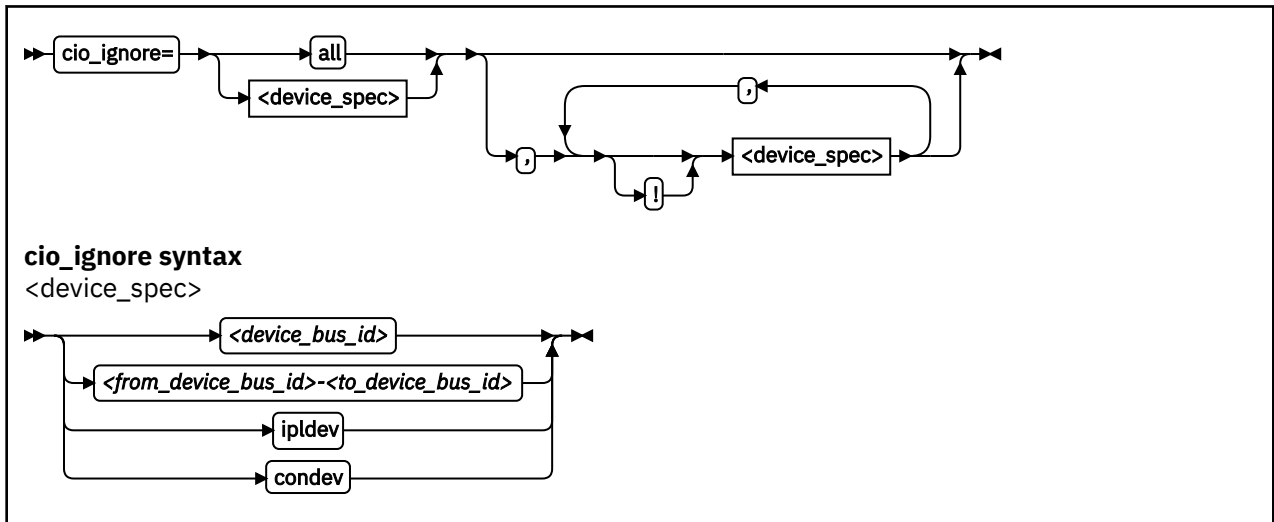 cio_ignore= all
<device_spec>
,
, <device_spec>
!
cio_ignore syntax
<device_spec>
<device_bus_id>
<from_device_bus_id>-<to_device_bus_id>
ipldev
condev